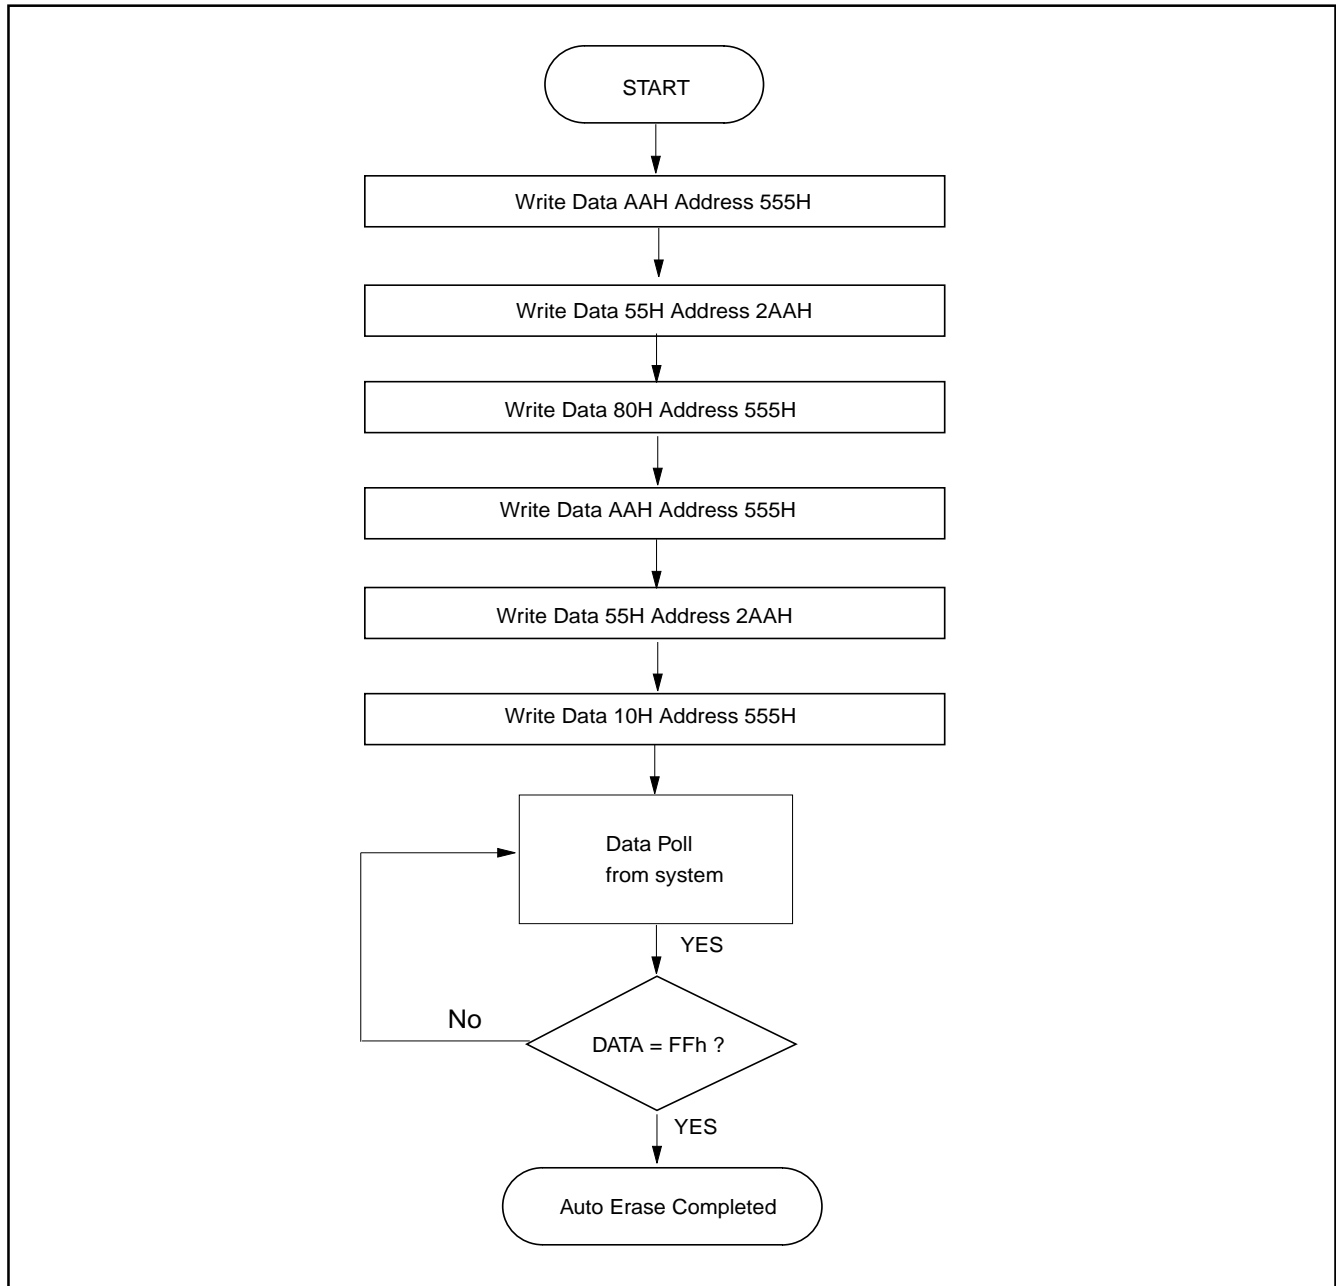 START
Write Data AAH Address 555H
Write Data 55H Address 2AAH
Write Data 80H Address 555H
Write Data AAH Address 555H
Write Data 55H Address 2AAH
Write Data 10H Address 555H
Data Poll
from system
YES
No
DATA = FFh ?
YES
Auto Erase Completed